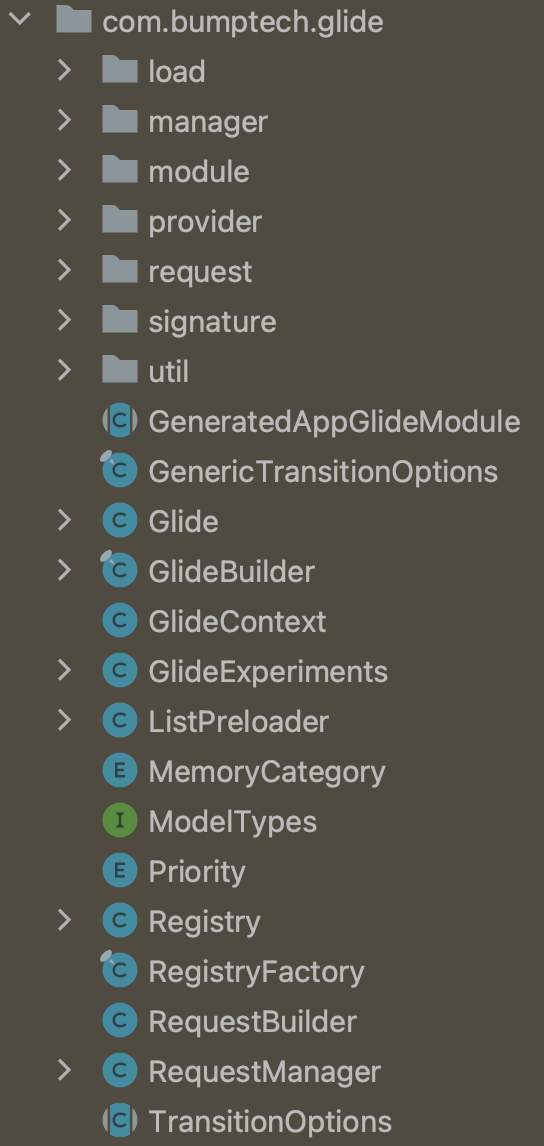 com.bumptech.glide
load
manager
module
provider
request
signature
util
C GeneratedAppGlideModule
C GenericTransitionOptions
C Glide
C GlideBuilder
C GlideContext
C GlideExperiments
C ListPreloader
E MemoryCategory
I ModelTypes
E Priority
C Registry
C RegistryFactory
C RequestBuilder
C RequestManager
C TransitionOptions